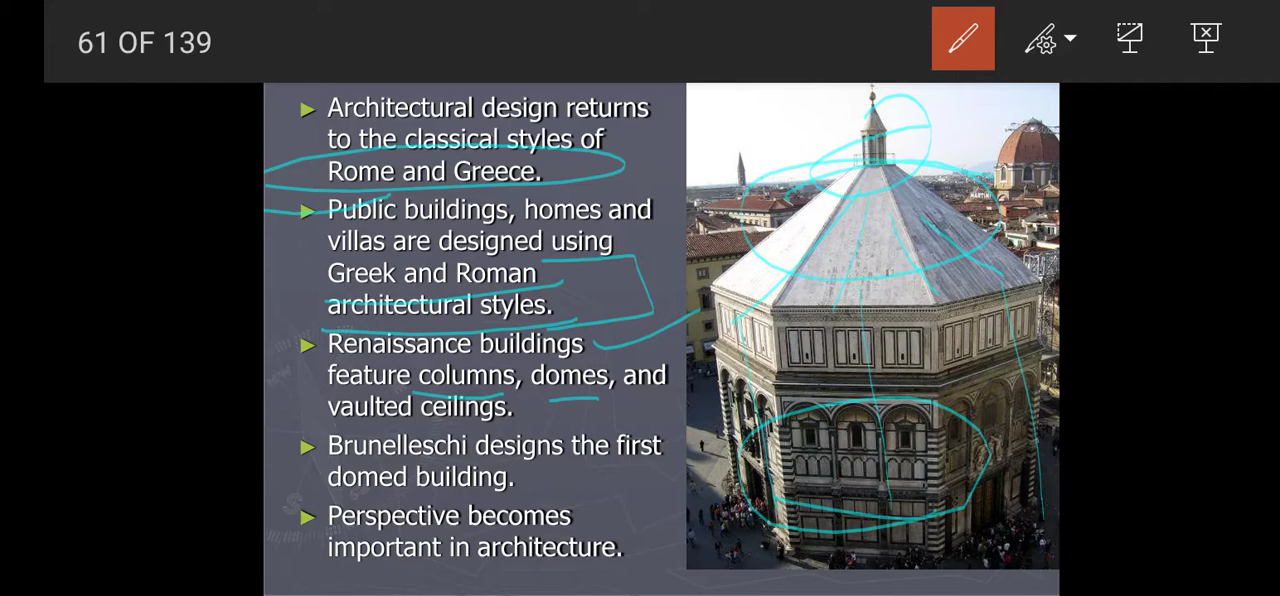 61 OF 139
Architectural design returns
to the classical styles of
Rome and Greece.
Public buildings, homes and
villas are designed using
Greek and Roman
architectural styles.
Renaissance buildings
feature columns, domes, and
vaulted ceilings.
Brunelleschi designs the first
domed building.
Perspective becomes
important in architecture.